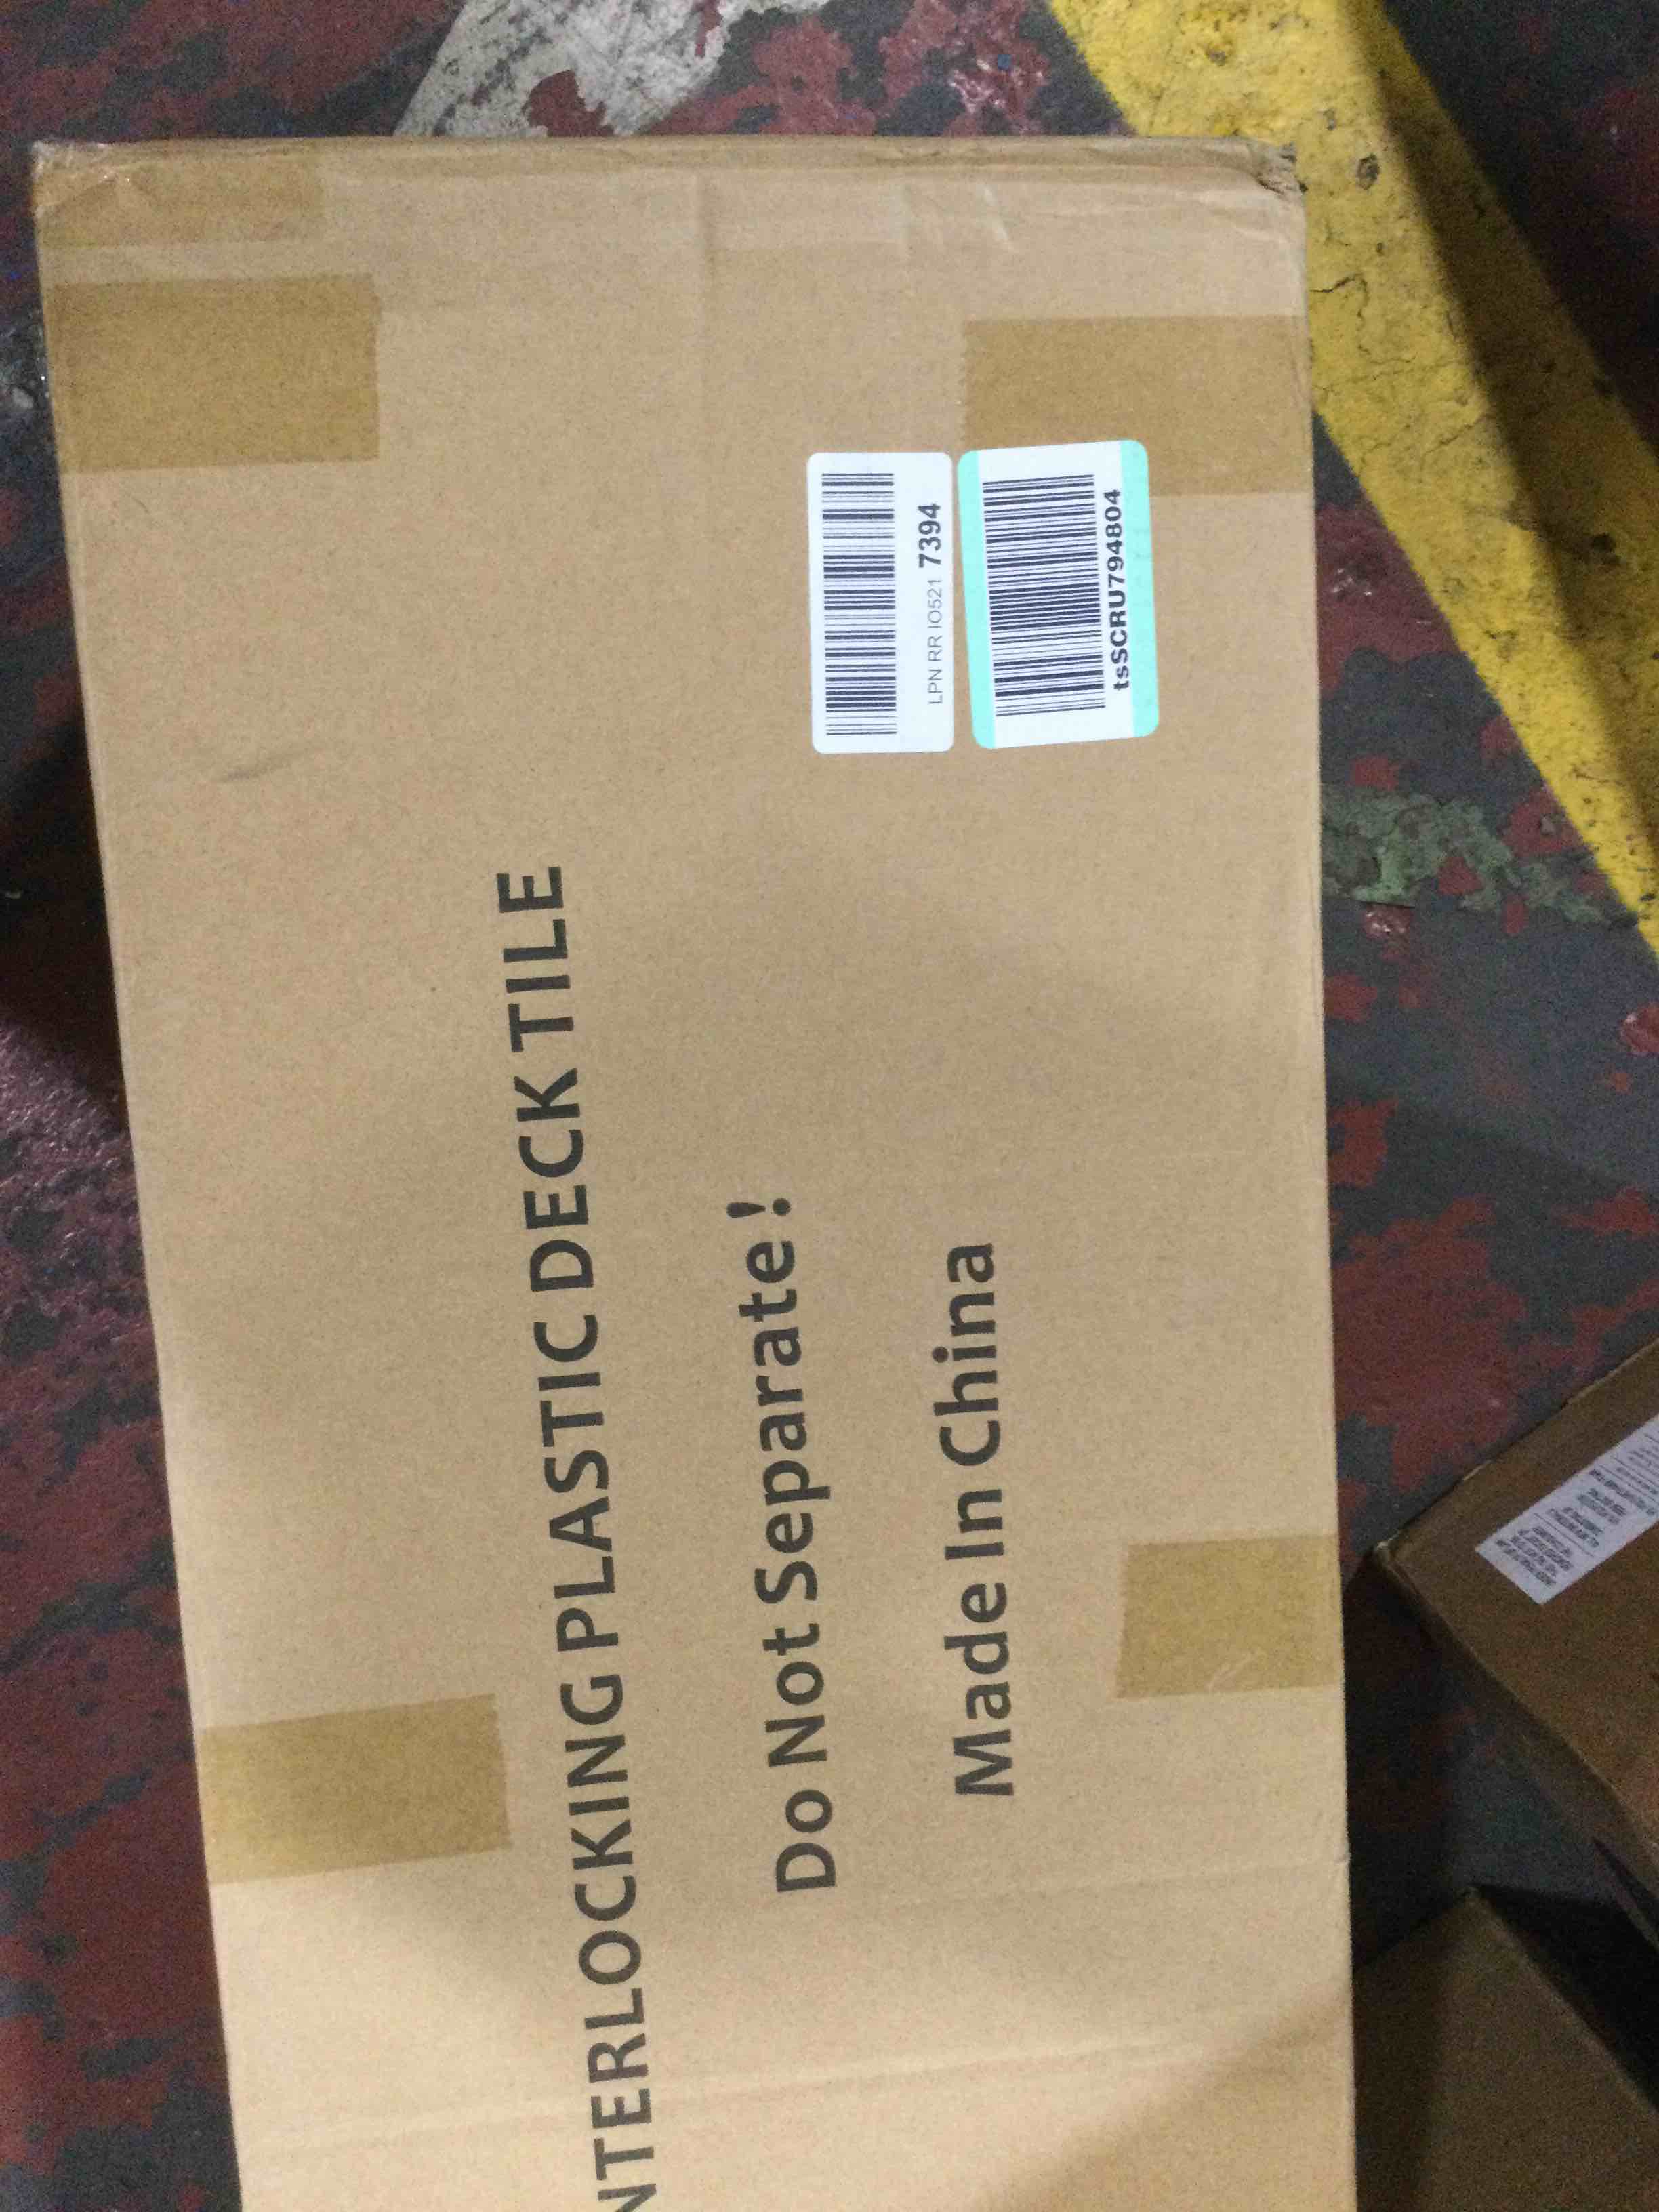 NTERLOCKING PLASTIC DECK TILE
Do Not Separate!
Made In China
LPN RR IO521 7394
tsSCRU794804